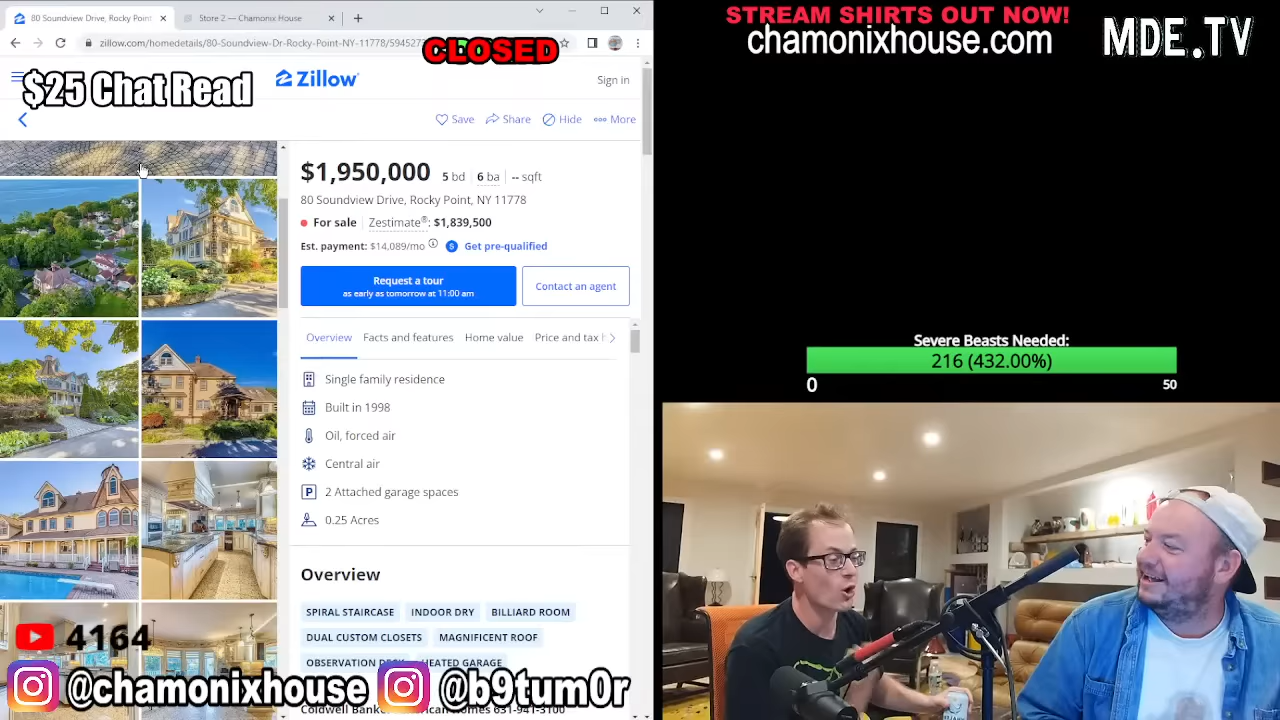 80 Soundview Drive, Rocky Point
Store 2 — Chamonix House
zillow.com/homedetails/80-Soundview-Dr-Rocky-Point-NY-11778/594527
CLOSED
$25 Chat Read
Zillow
Sign in
Save
Share
Hide
More
$1,950,000
5 bd
6 ba
-- sqft
80 Soundview Drive, Rocky Point, NY 11778
For sale
Zestimate®: $1,839,500
Est. payment: $14,089/mo
Get pre-qualified
Request a tour
as early as tomorrow at 11:00 am
Contact an agent
Overview
Facts and features
Home value
Price and tax
Single family residence
Built in 1998
Oil, forced air
Central air
2 Attached garage spaces
0.25 Acres
Overview
SPIRAL STAIRCASE
INDOOR DRY
BILLIARD ROOM
DUAL CUSTOM CLOSETS
MAGNIFICENT ROOF
OBSERVATION
HEATED GARAGE
4164
@chamonixhouse
@b9tum0r
631-941-3100
STREAM SHIRTS OUT NOW!
chamonixhouse.com
MDE.TV
Severe Beasts Needed:
216 (432.00%)
0
50